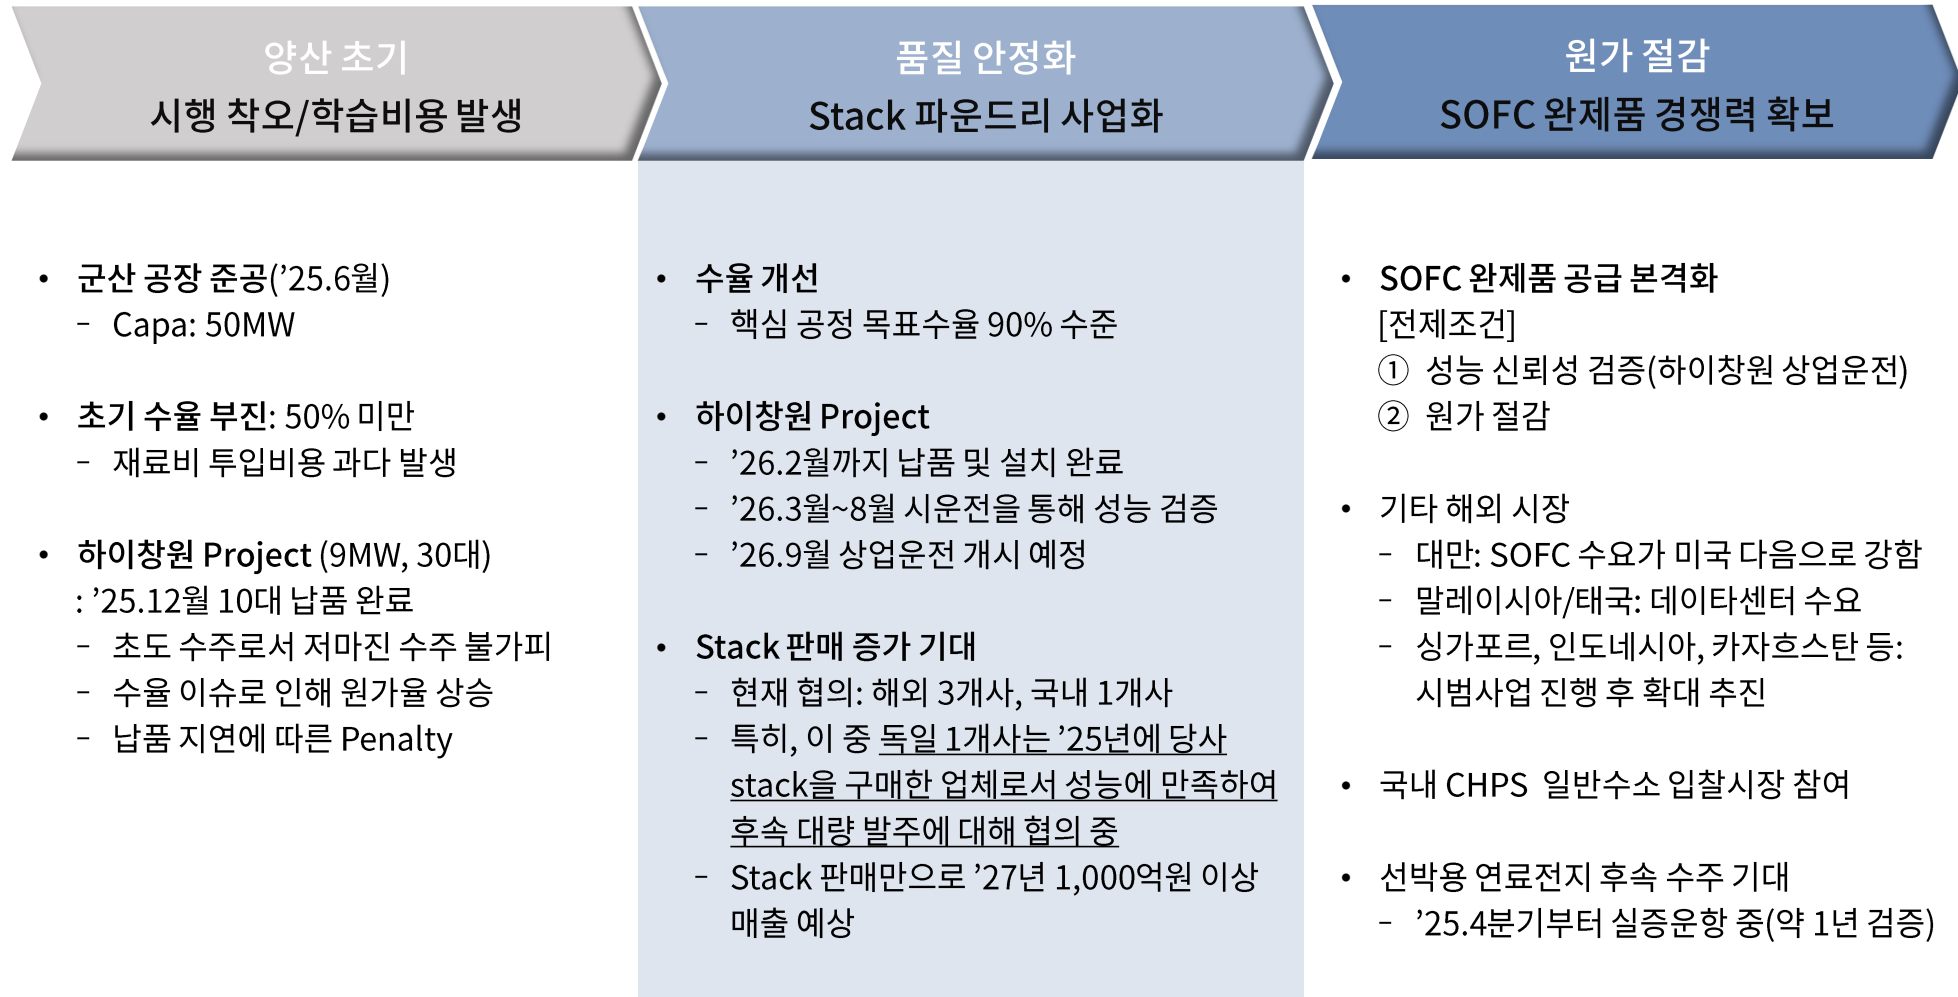 양산 초기
시행 착오/학습비용 발생
• 군산 공장 준공(’25.6월)
− Capa: 50MW
• 초기 수율 부진: 50% 미만
− 재료비 투입비용 과다 발생
• 하이창원 Project (9MW, 30대)
: ’25.12월 10대 납품 완료
− 초도 수주로서 저마진 수주 불가피
− 수율 이슈로 인해 원가율 상승
− 납품 지연에 따른 Penalty
품질 안정화
Stack 파운드리 사업화
• 수율 개선
− 핵심 공정 목표수율 90% 수준
• 하이창원 Project
− ’26.2월까지 납품 및 설치 완료
− ’26.3월~8월 시운전을 통해 성능 검증
− ’26.9월 상업운전 개시 예정
• Stack 판매 증가 기대
− 현재 협의: 해외 3개사, 국내 1개사
− 특히, 이 중 독일 1개사는 ’25년에 당사
stack을 구매한 업체로서 성능에 만족하여
후속 대량 발주에 대해 협의 중
− Stack 판매만으로 ’27년 1,000억원 이상
매출 예상
원가 절감
SOFC 완제품 경쟁력 확보
• SOFC 완제품 공급 본격화
[전제조건]
① 성능 신뢰성 검증(하이창원 상업운전)
② 원가 절감
• 기타 해외 시장
− 대만: SOFC 수요가 미국 다음으로 강함
− 말레이시아/태국: 데이타센터 수요
− 싱가포르, 인도네시아, 카자흐스탄 등:
시범사업 진행 후 확대 추진
• 국내 CHPS 일반수소 입찰시장 참여
• 선박용 연료전지 후속 수주 기대
− ’25.4분기부터 실증운항 중(약 1년 검증)